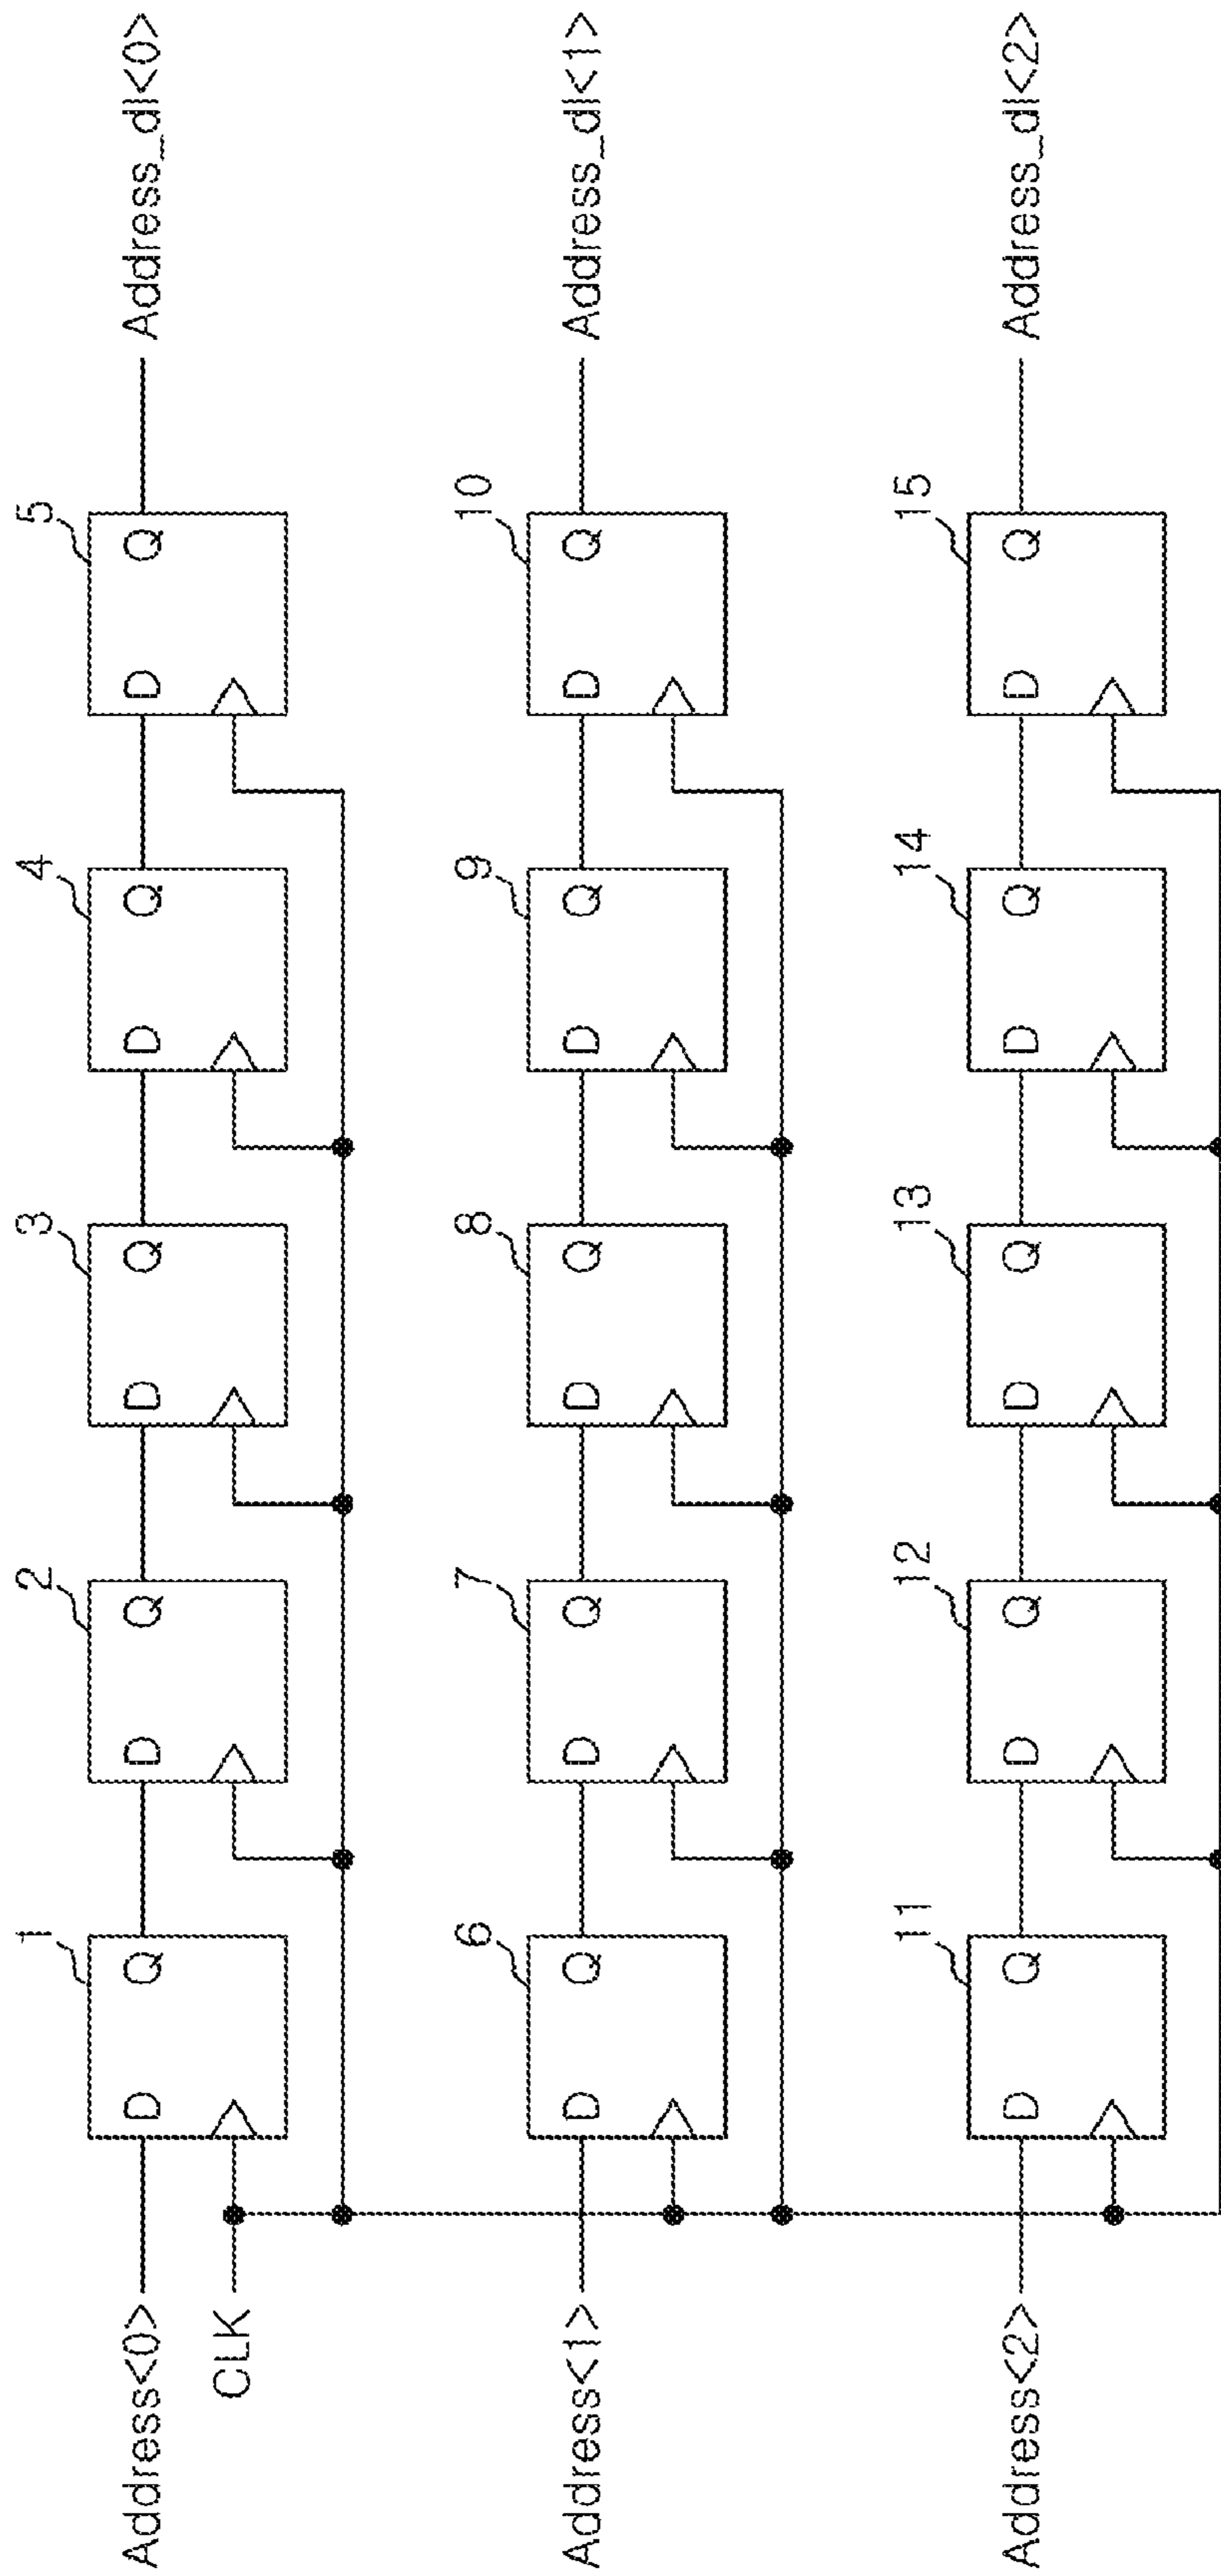 1 2 3 4 5
Address<0> D Q D Q D Q D Q D Q Address_dl<0>
CLK
6 7 8 9 10
Address<1> D Q D Q D Q D Q D Q Address_dl<1>
11 12 13 14 15
Address<2> D Q D Q D Q D Q D Q Address_dl<2>